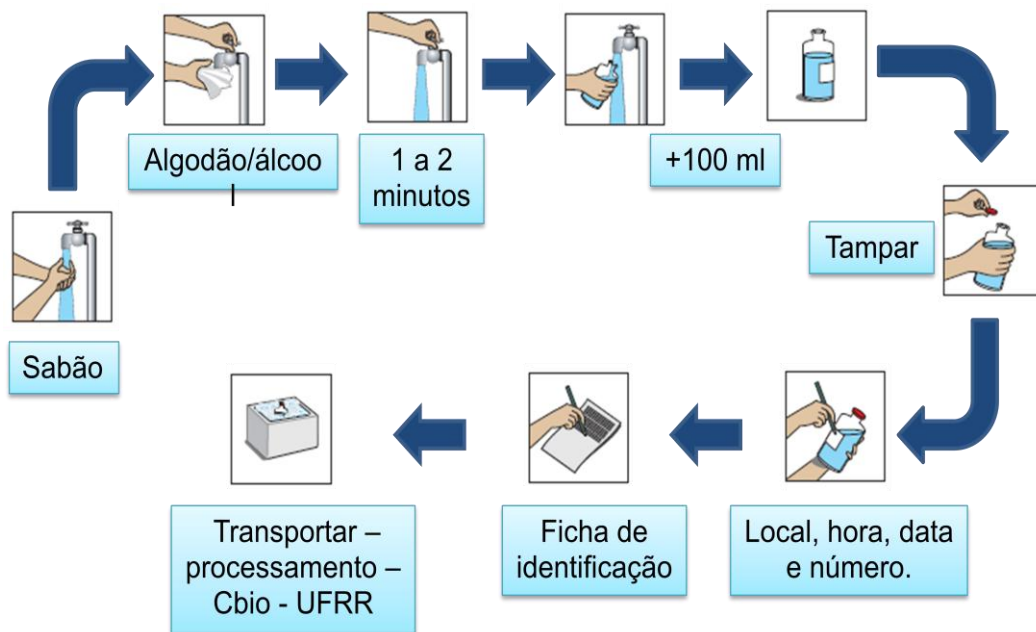 Sabão
Algodão/álcoo
l
1 a 2
minutos
+100 ml
Tampar
Local, hora, data
e número.
Ficha de
identificação
Transportar –
processamento –
Cbio - UFRR